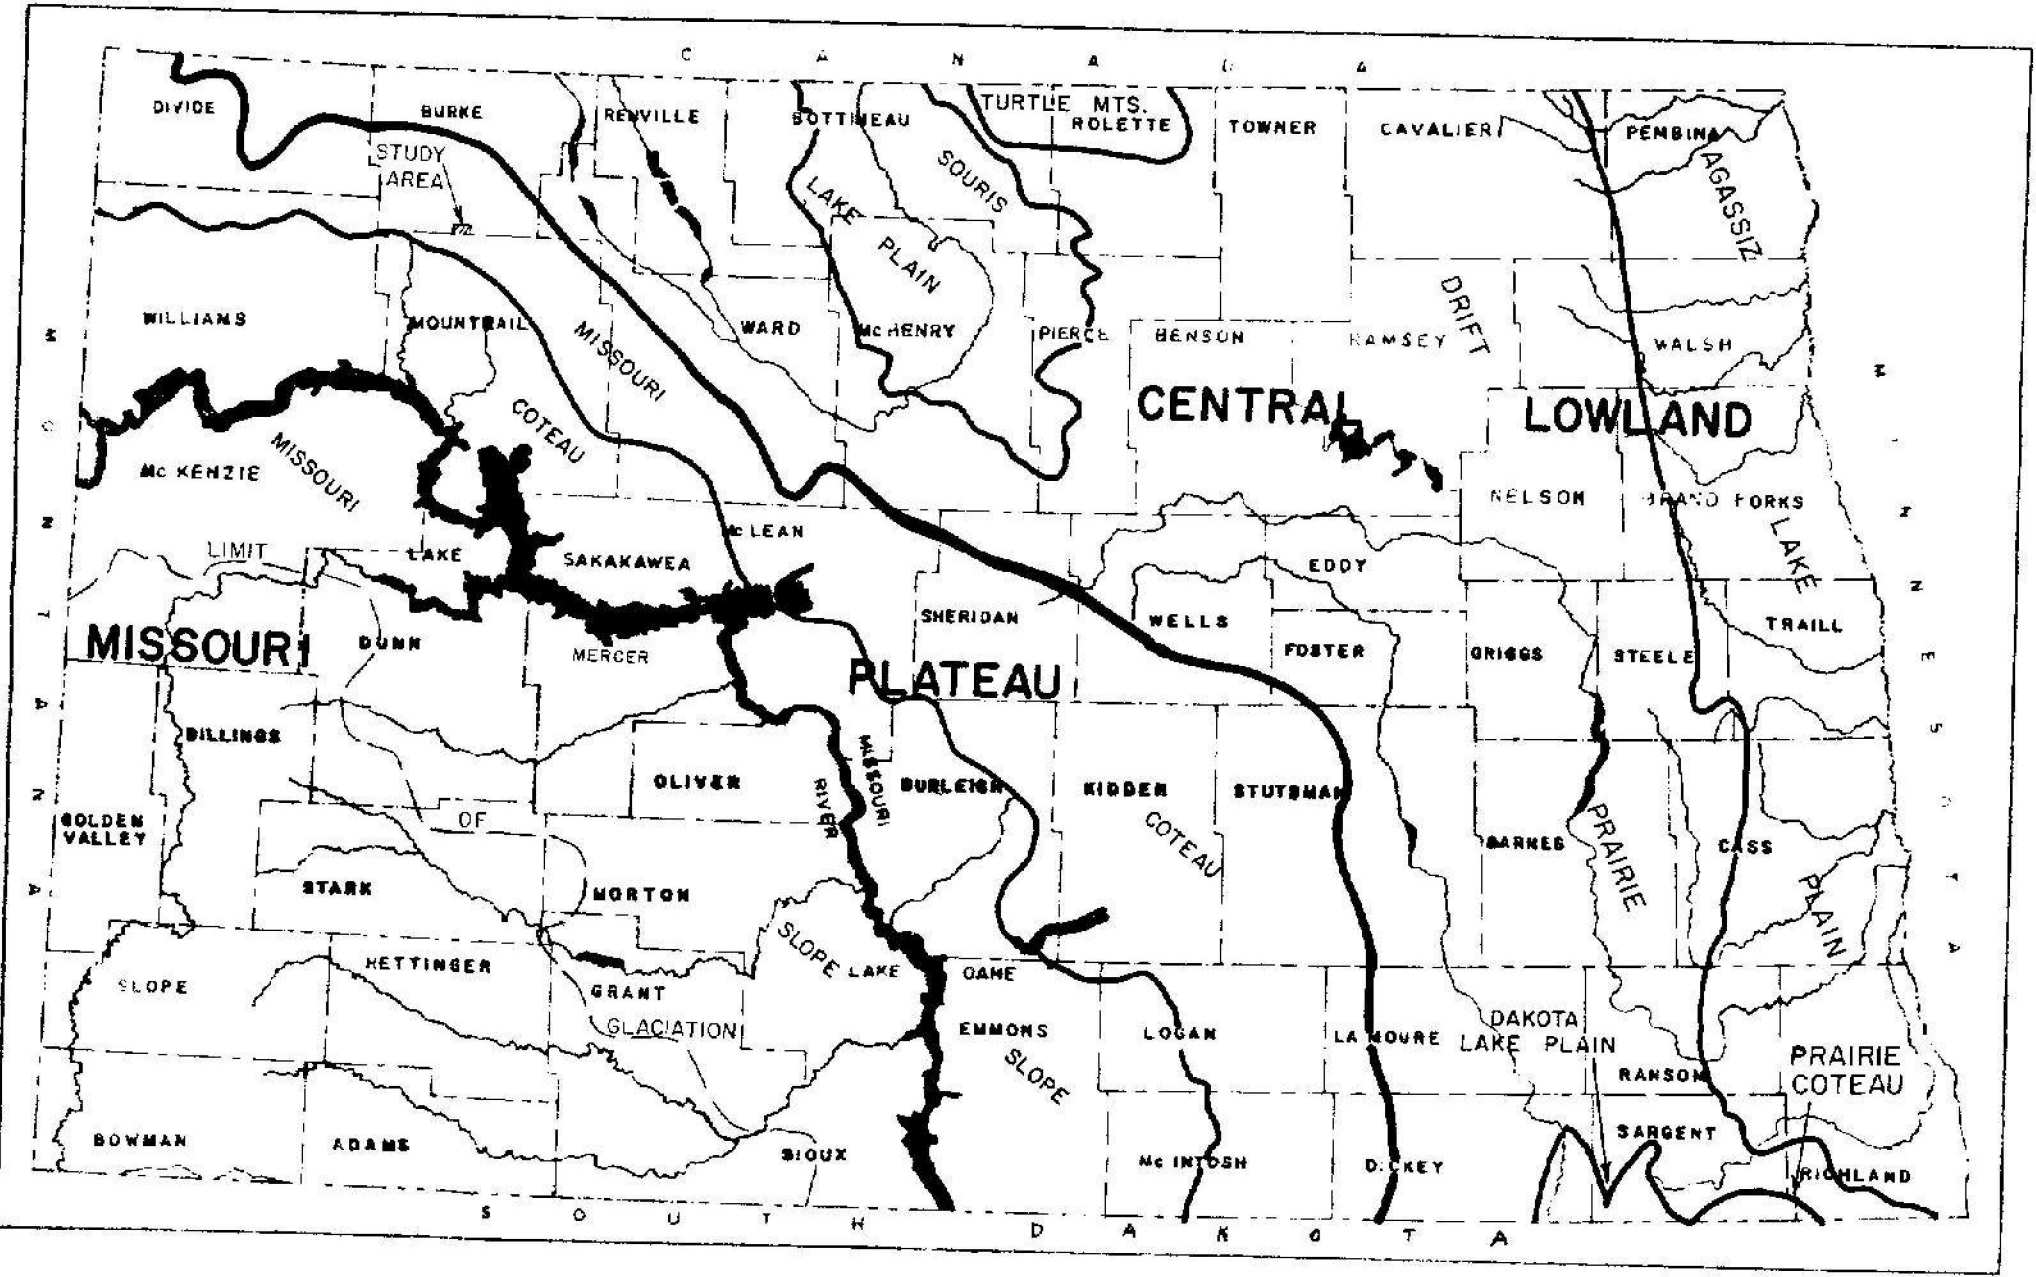 C A N A D A
DIVIDE
BURKE
RENVILLE
BOTTINEAU
TURTLE MTS.
ROLETTE
TOWNER
CAVALIER
PEMBINA
STUDY
AREA
SOURIS
LAKE
PLAIN
AGASSIZ
WILLIAMS
MOUNTRAIL
MISSOURI
WARD
McHENRY
PIERCE
BENSON
RAMSEY
DRIFT
WALSH
CENTRAL
LOWLAND
COTEAU
Mc KENZIE
MISSOURI
NELSON
GRAND FORKS
LAKE
LIMIT
LAKE
SAKAKAWEA
McLEAN
EDDY
SHERIDAN
WELLS
FOSTER
GRIGGS
STEELE
TRAILL
MISSOURI
DUNN
MERCER
PLATEAU
BILLINGS
OLIVER
MISSOURI
RIVER
BURLEIGH
KIDDER
STUTSMAN
COTEAU
GOLDEN
VALLEY
OF
BARNES
PRAIRIE
CASS
PLAIN
STARK
MORTON
SLOPE
LAKE
OAHE
SLOPE
HETTINGER
GRANT
GLACIATION
EMMONS
SLOPE
LOGAN
LA MOURE
DAKOTA
LAKE PLAIN
RANSOM
PRAIRIE
COTEAU
BOWMAN
ADAMS
SIOUX
Mc INTOSH
DICKEY
SARGENT
RICHLAND
M O N T A N A
M I N N E S O T A
S O U T H D A K O T A